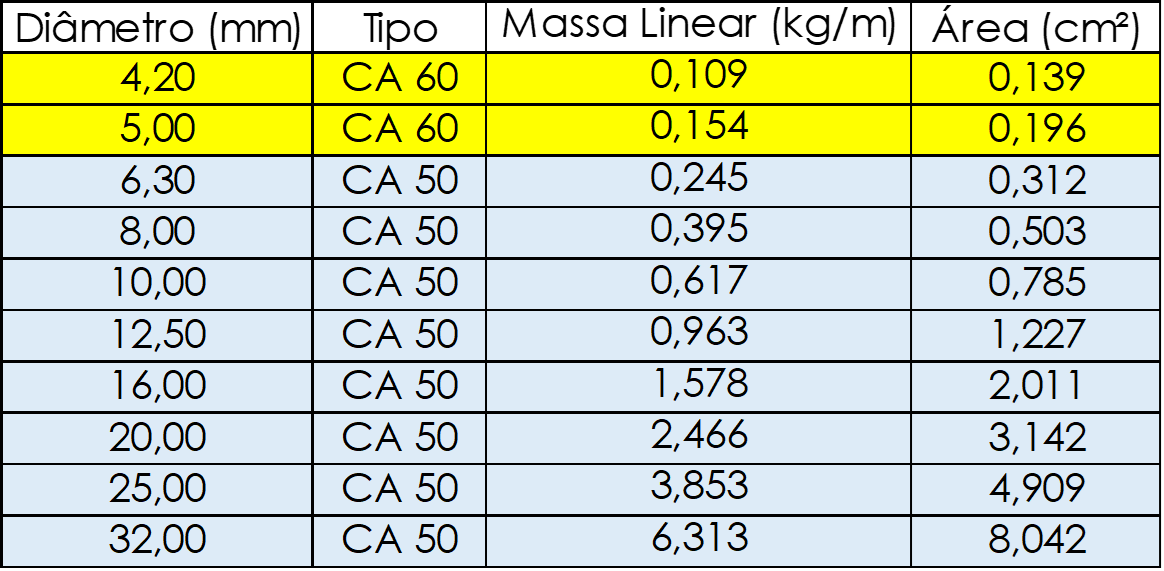 Diâmetro (mm) Tipo Massa Linear (kg/m) Área (cm²)
4,20 CA 60 0,109 0,139
5,00 CA 60 0,154 0,196
6,30 CA 50 0,245 0,312
8,00 CA 50 0,395 0,503
10,00 CA 50 0,617 0,785
12,50 CA 50 0,963 1,227
16,00 CA 50 1,578 2,011
20,00 CA 50 2,466 3,142
25,00 CA 50 3,853 4,909
32,00 CA 50 6,313 8,042